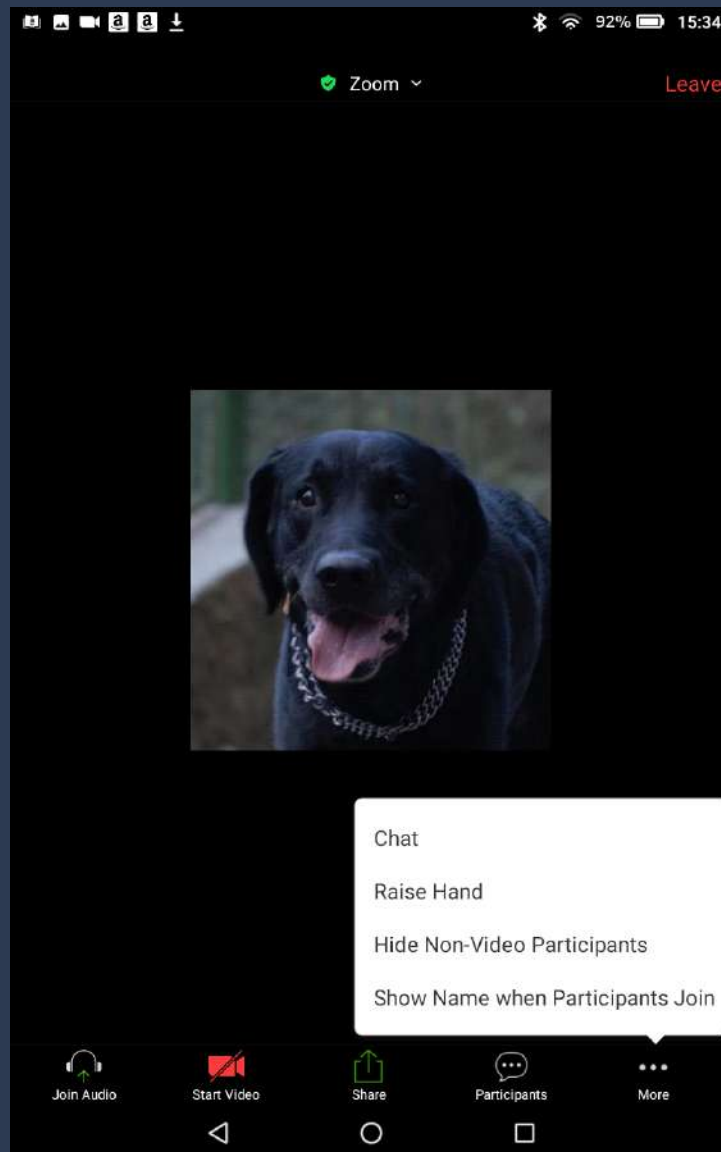 92% 15:34
Zoom
Leave
Chat
Raise Hand
Hide Non-Video Participants
Show Name when Participants Join
Join Audio
Start Video
Share
Participants
More